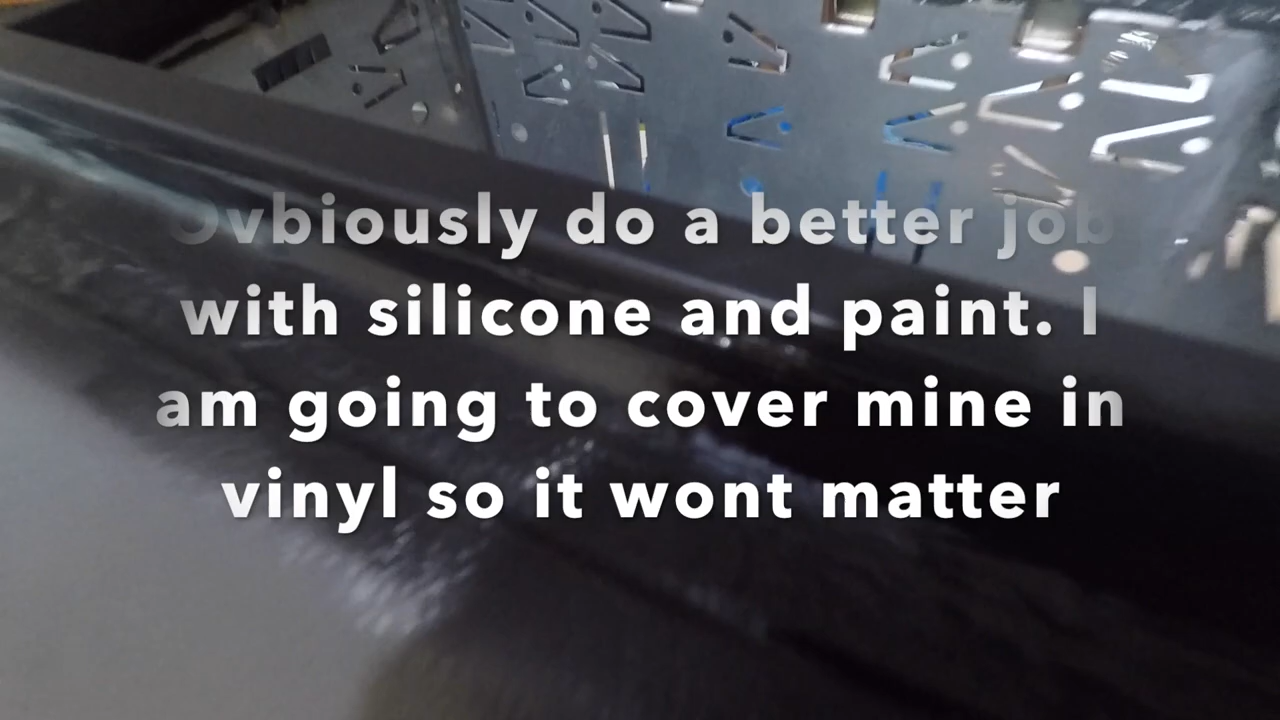 Ovbiously do a better job
with silicone and paint. I
am going to cover mine in
vinyl so it wont matter